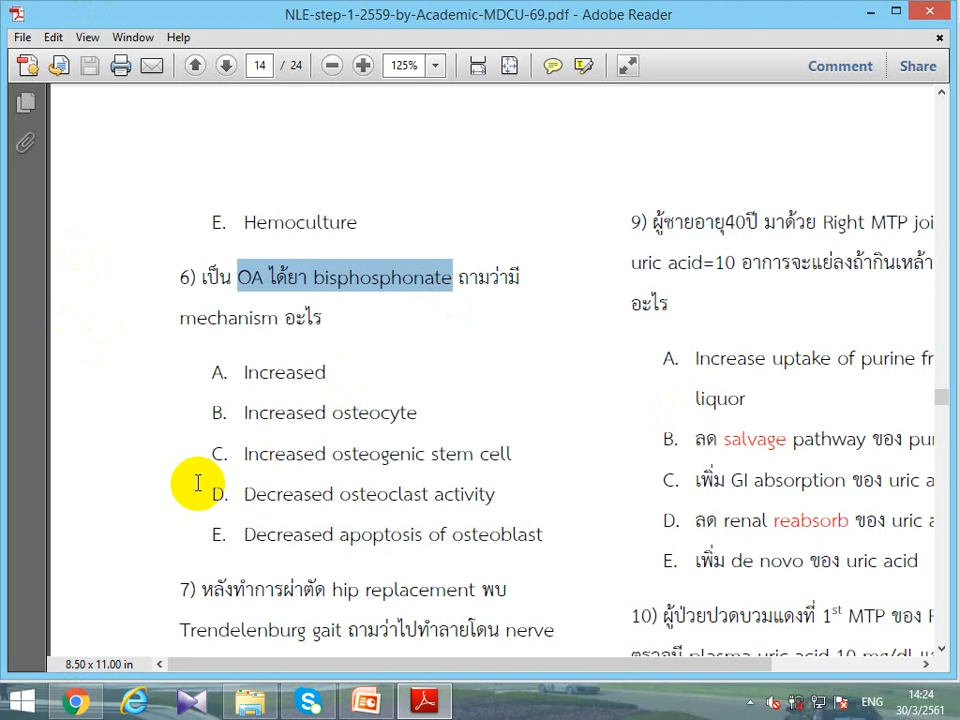 NLE-step-1-2559-by-Academic-MDCU-69.pdf - Adobe Reader
File Edit View Window Help
14 / 24 125% Comment Share
E. Hemoculture
6) เป็น OA ได้ยา bisphosphonate ถามว่ามี
mechanism อะไร
A. Increased
B. Increased osteocyte
C. Increased osteogenic stem cell
D. Decreased osteoclast activity
E. Decreased apoptosis of osteoblast
7) หลังทำการผ่าตัด hip replacement พบ
Trendelenburg gait ถามว่าไปทำลายโดน nerve
9) ผู้ชายอายุ40ปี มาด้วย Right MTP joi
uric acid=10 อาการจะแย่ลงถ้ากินเหล้า
อะไร
A. Increase uptake of purine fr
liquor
B. ลด salvage pathway ของ pu
C. เพิ่ม GI absorption ของ uric a
D. ลด renal reabsorb ของ uric a
E. เพิ่ม de novo ของ uric acid
10) ผู้ป่วยปวดบวมแดงที่ 1st MTP ของ
plasma uric acid 10 mg/dl
8.50 x 11.00 in
ENG
14:24
30/3/2561